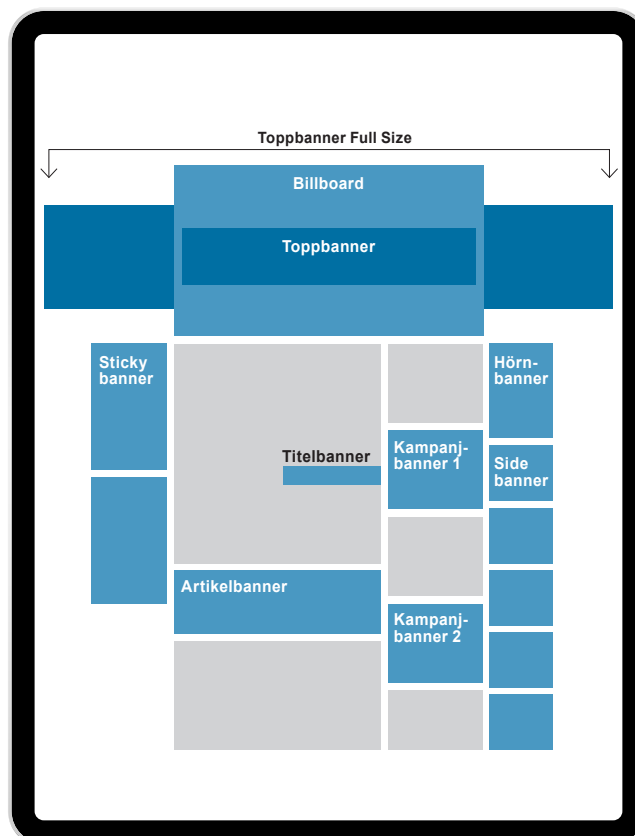 Toppbanner Full Size
Billboard
Toppbanner
Sticky
banner
Hörn-
banner
Titelbanner
Kampanj-
banner 1
Side
banner
Artikelbanner
Kampanj-
banner 2